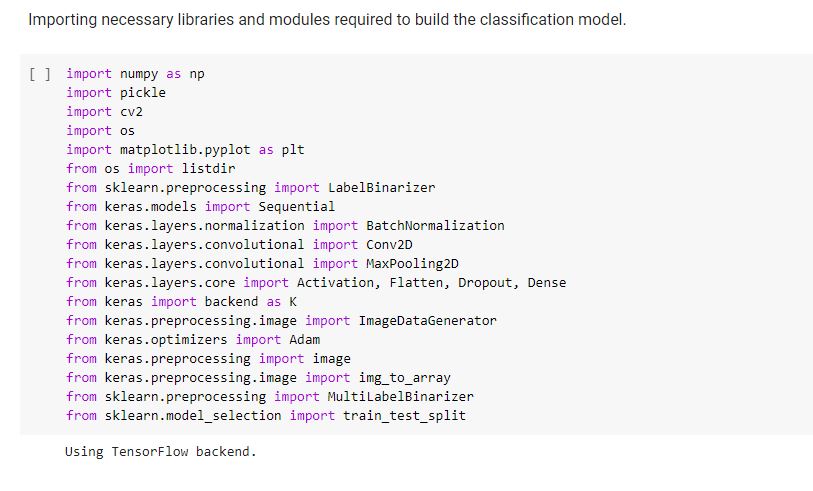 Importing necessary libraries and modules required to build the classification model.
[ ] import numpy as np
import pickle
import cv2
import os
import matplotlib.pyplot as plt
from os import listdir
from sklearn.preprocessing import LabelBinarizer
from keras.models import Sequential
from keras.layers.normalization import BatchNormalization
from keras.layers.convolutional import Conv2D
from keras.layers.convolutional import MaxPooling2D
from keras.layers.core import Activation, Flatten, Dropout, Dense
from keras import backend as K
from keras.preprocessing.image import ImageDataGenerator
from keras.optimizers import Adam
from keras.preprocessing import image
from keras.preprocessing.image import img_to_array
from sklearn.preprocessing import MultiLabelBinarizer
from sklearn.model_selection import train_test_split
Using TensorFlow backend.